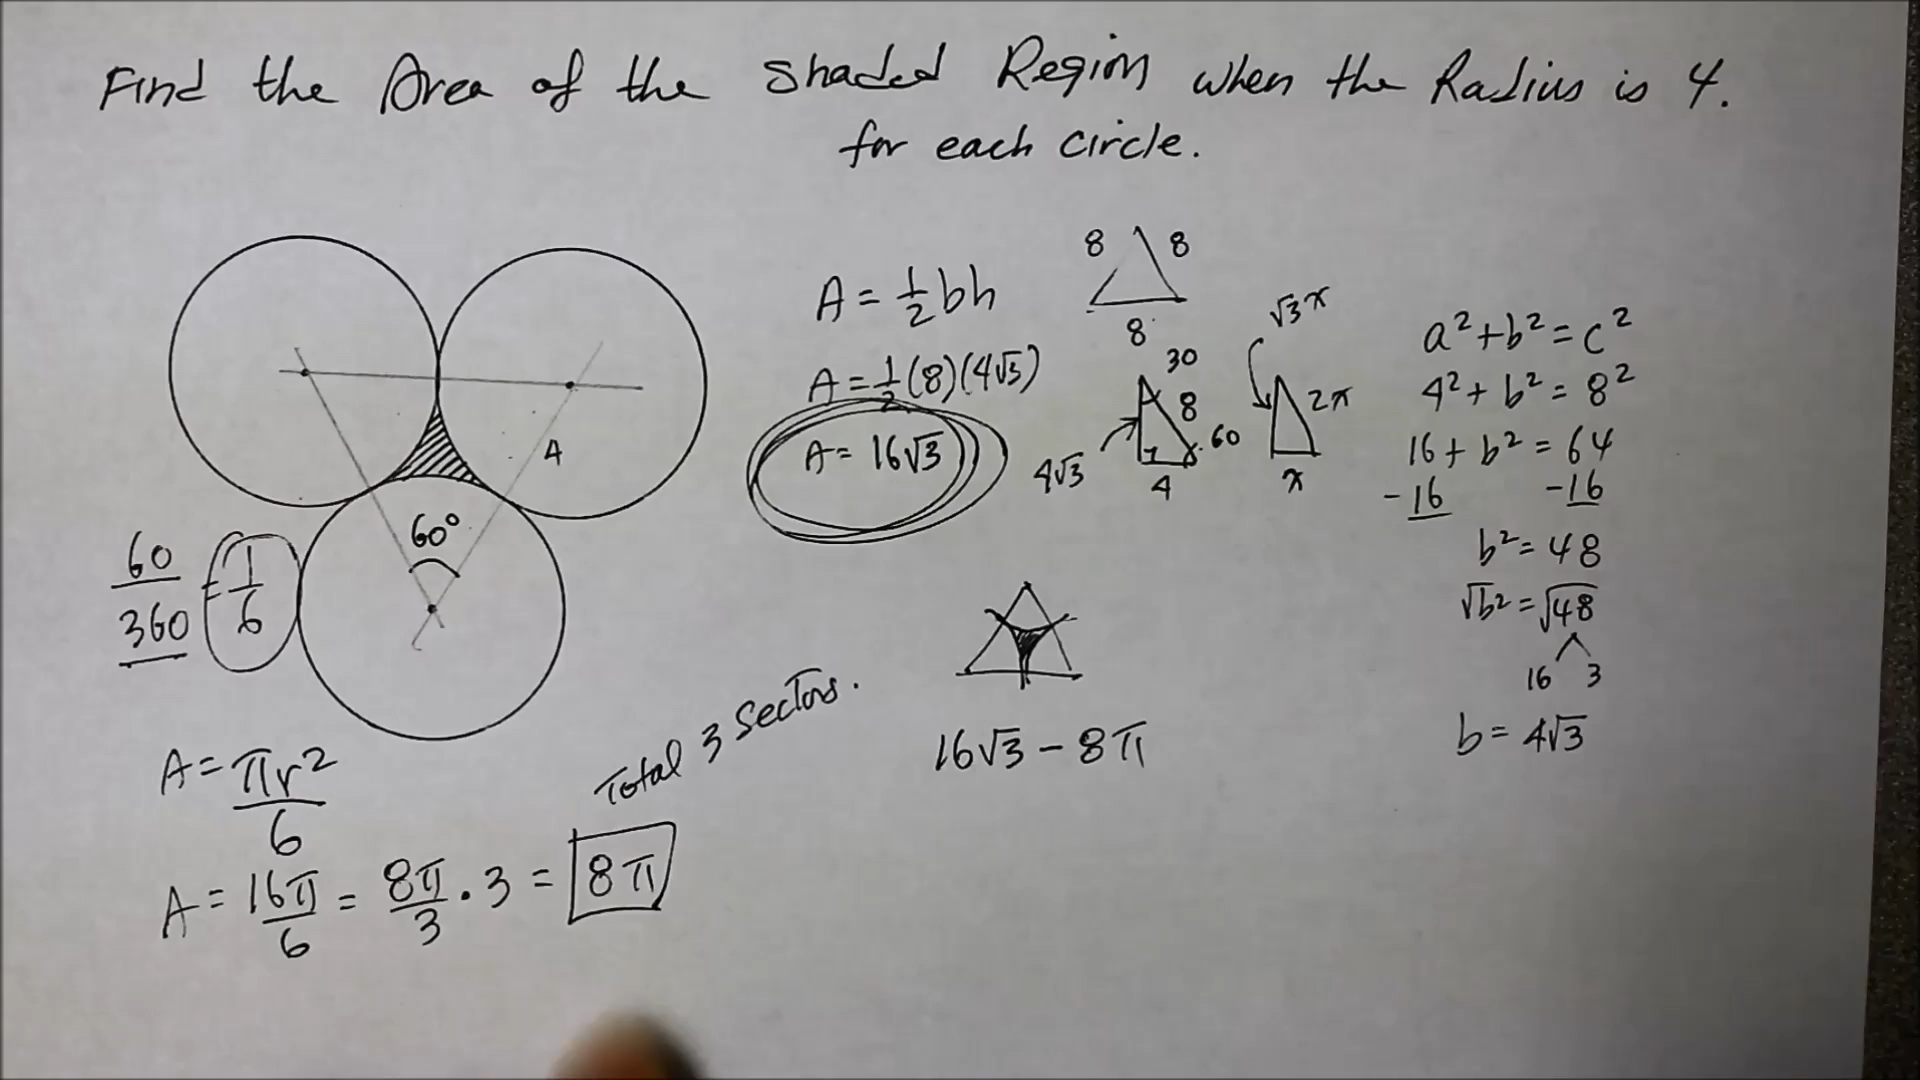 Find the Area of the Shaded Region when the Radius is 4.
for each circle.
4
60°
60/360 = 1/6
A = πr²/6
A = 16π/6 = 8π/3 · 3 = 8π
Total 3 Sectors.
A = 1/2 bh
A = 1/2 (8)(4√3)
A = 16√3
8 8
8
30
8
60
4√3
4
√3x
2x
x
16√3 - 8π
a² + b² = c²
4² + b² = 8²
16 + b² = 64
-16 -16
b² = 48
√b² = √48
16 3
b = 4√3